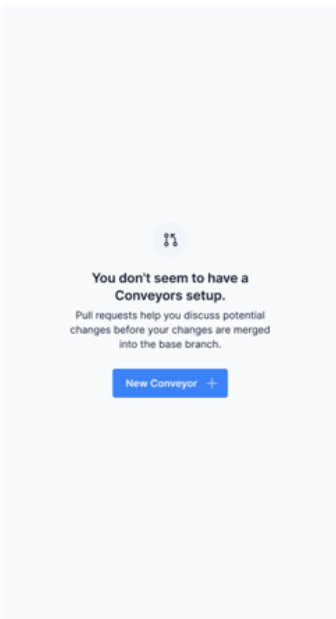 You don't seem to have a
Conveyors setup.
Pull requests help you discuss potential
changes before your changes are merged
into the base branch.
New Conveyor